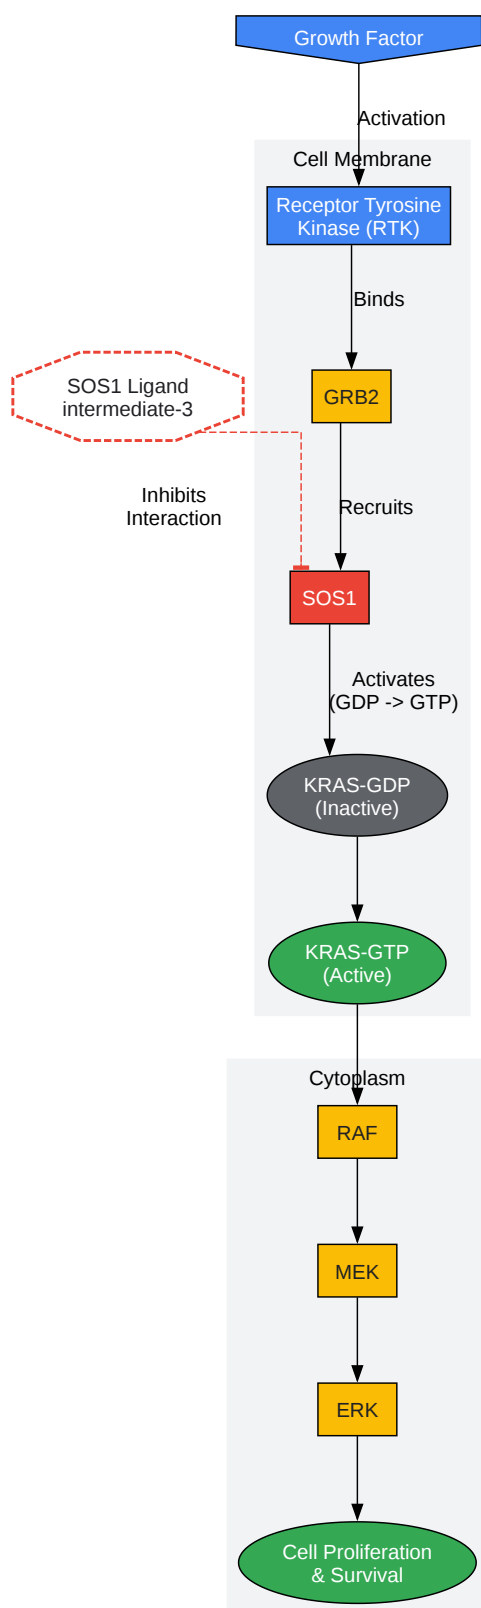 Growth Factor
Activation
Cell Membrane
Receptor Tyrosine
Kinase (RTK)
Binds
SOS1 Ligand
intermediate-3
GRB2
Inhibits
Interaction
Recruits
SOS1
Activates
(GDP -> GTP)
KRAS-GDP
(Inactive)
KRAS-GTP
(Active)
Cytoplasm
RAF
MEK
ERK
Cell Proliferation
& Survival